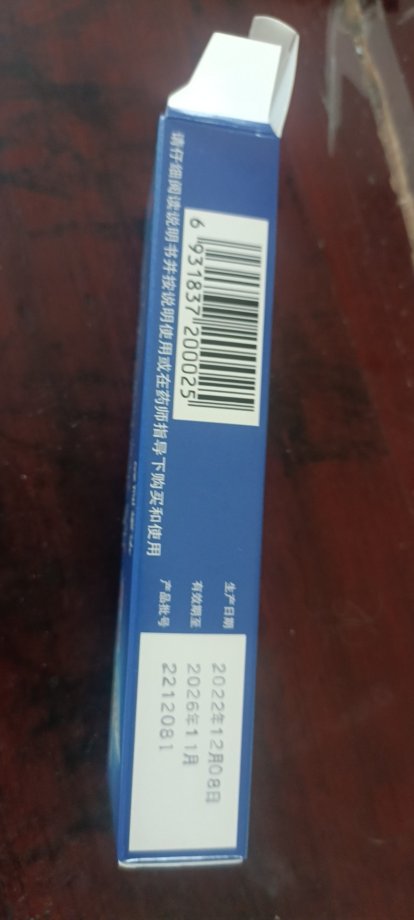 请仔细阅读说明书并按说明使用或在药师指导下购买和使用
6 931837 200025
生产日期 2022年12月08日
有效期至 2026年11月
产品批号 2212081